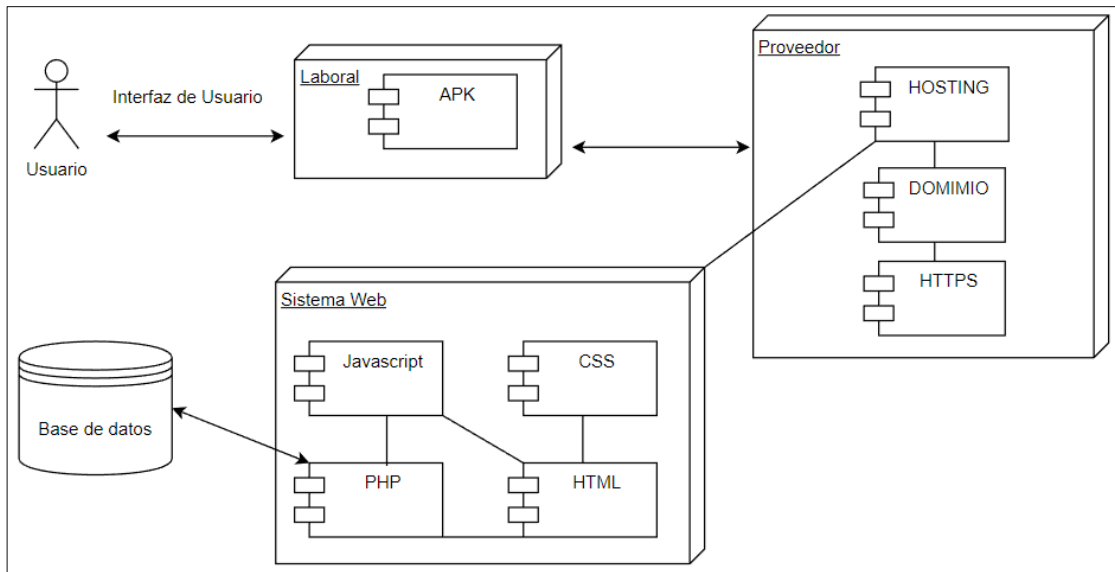 Usuario
Interfaz de Usuario
Laboral
APK
Proveedor
HOSTING
DOMIMIO
HTTPS
Sistema Web
Javascript
CSS
PHP
HTML
Base de datos